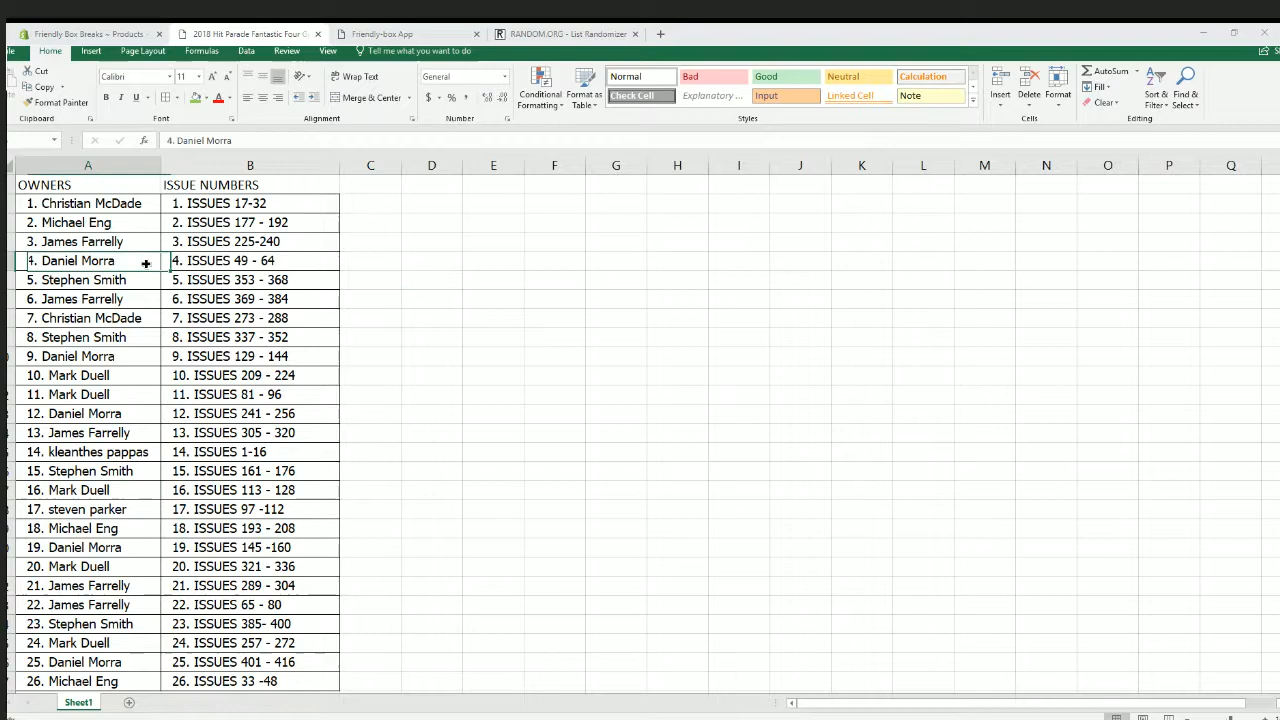 Friendly Box Breaks ~ Products × 2018 Hit Parade Fantastic Four G × Friendly-box App × RANDOM.ORG - List Randomizer × +
Home Insert Page Layout Formulas Data Review View Tell me what you want to do
Cut Calibri 11 A A Wrap Text General Normal Bad Good Neutral Calculation AutoSum
Copy Conditional Format as Insert Delete Format Fill Sort & Find &
Format Painter B I U A Merge & Center $ % , Formatting Table Check Cell Explanatory ... Input Linked Cell Note Clear Filter Select
Clipboard Font Alignment Number Styles Cells Editing
fx 4. Daniel Morra
A B C D E F G H I J K L M N O P Q
OWNERS ISSUE NUMBERS
1. Christian McDade 1. ISSUES 17-32
2. Michael Eng 2. ISSUES 177 - 192
3. James Farrelly 3. ISSUES 225-240
4. Daniel Morra 4. ISSUES 49 - 64
5. Stephen Smith 5. ISSUES 353 - 368
6. James Farrelly 6. ISSUES 369 - 384
7. Christian McDade 7. ISSUES 273 - 288
8. Stephen Smith 8. ISSUES 337 - 352
9. Daniel Morra 9. ISSUES 129 - 144
10. Mark Duell 10. ISSUES 209 - 224
11. Mark Duell 11. ISSUES 81 - 96
12. Daniel Morra 12. ISSUES 241 - 256
13. James Farrelly 13. ISSUES 305 - 320
14. kleanthes pappas 14. ISSUES 1-16
15. Stephen Smith 15. ISSUES 161 - 176
16. Mark Duell 16. ISSUES 113 - 128
17. steven parker 17. ISSUES 97 -112
18. Michael Eng 18. ISSUES 193 - 208
19. Daniel Morra 19. ISSUES 145 -160
20. Mark Duell 20. ISSUES 321 - 336
21. James Farrelly 21. ISSUES 289 - 304
22. James Farrelly 22. ISSUES 65 - 80
23. Stephen Smith 23. ISSUES 385- 400
24. Mark Duell 24. ISSUES 257 - 272
25. Daniel Morra 25. ISSUES 401 - 416
26. Michael Eng 26. ISSUES 33 -48
Sheet1